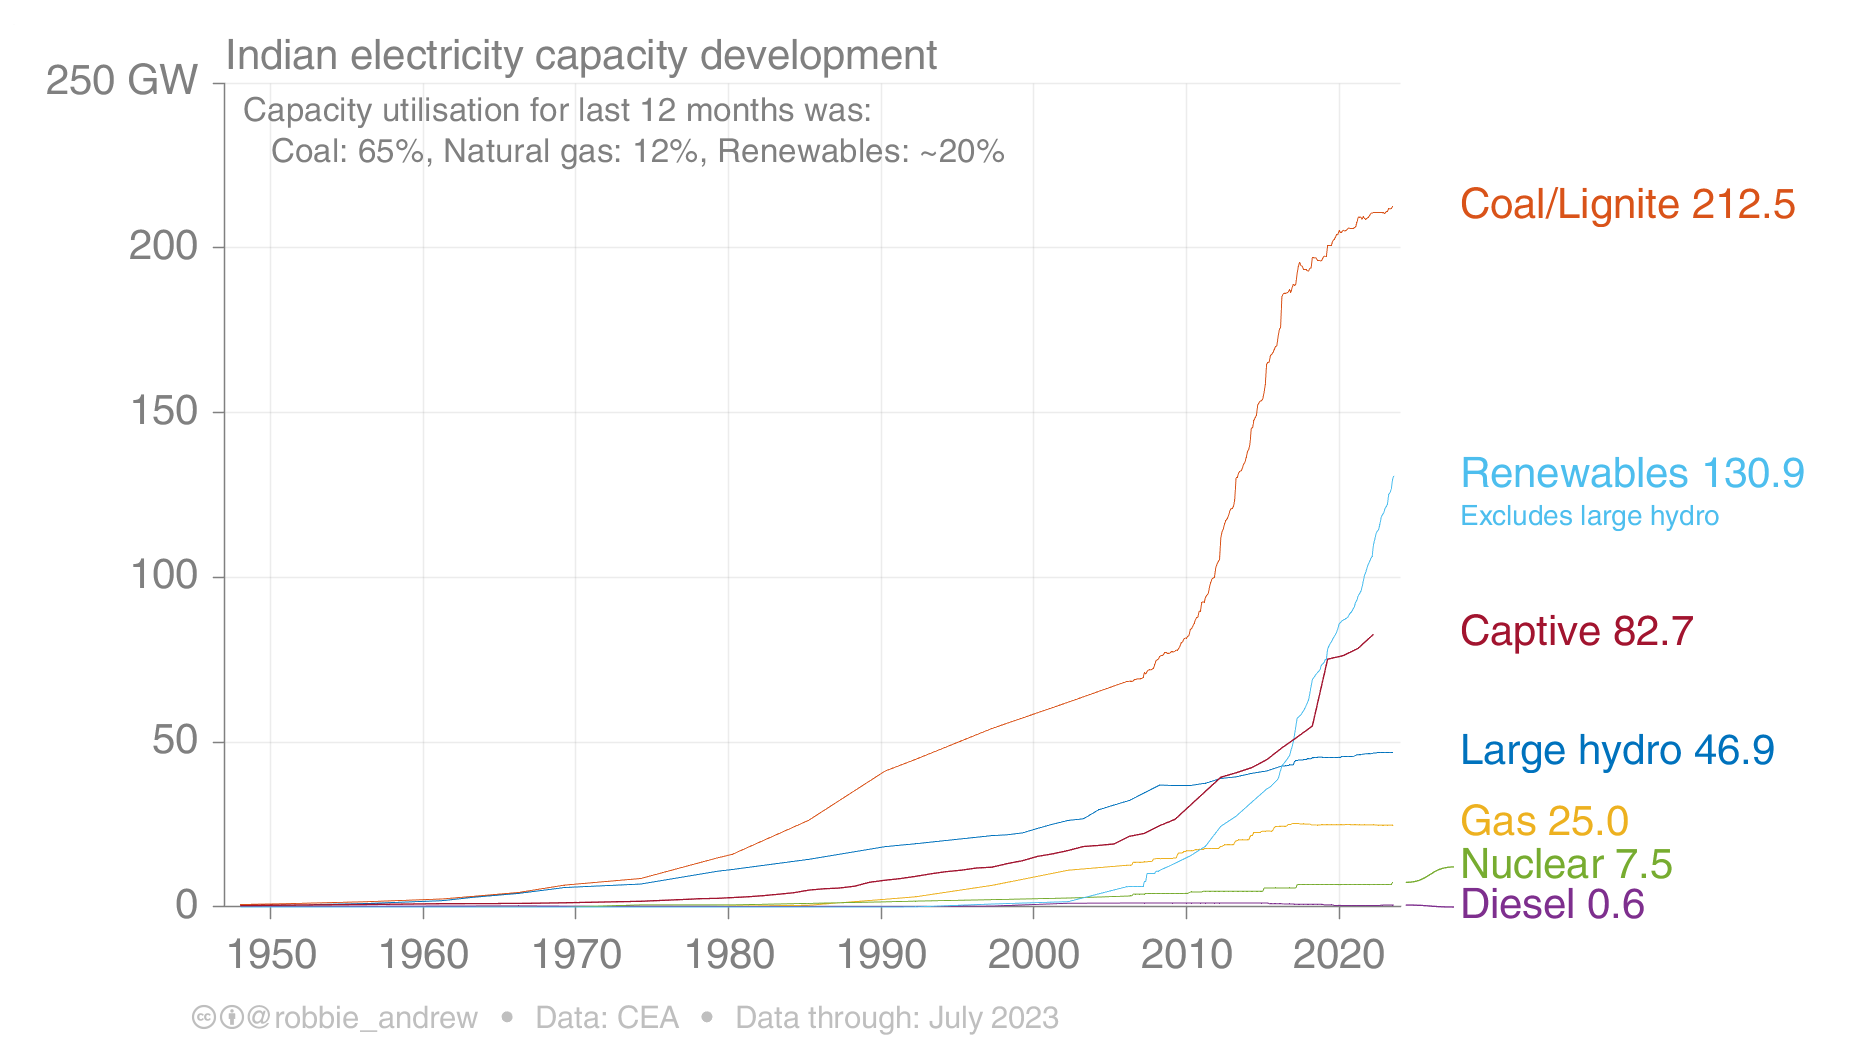 Indian electricity capacity development
250 GW
Capacity utilisation for last 12 months was:
Coal: 65%, Natural gas: 12%, Renewables: ~20%
Coal/Lignite 212.5
200
150
Renewables 130.9
Excludes large hydro
100
Captive 82.7
50
Large hydro 46.9
Gas 25.0
Nuclear 7.5
0
Diesel 0.6
1950 1960 1970 1980 1990 2000 2010 2020
cc @robbie_andrew • Data: CEA • Data through: July 2023